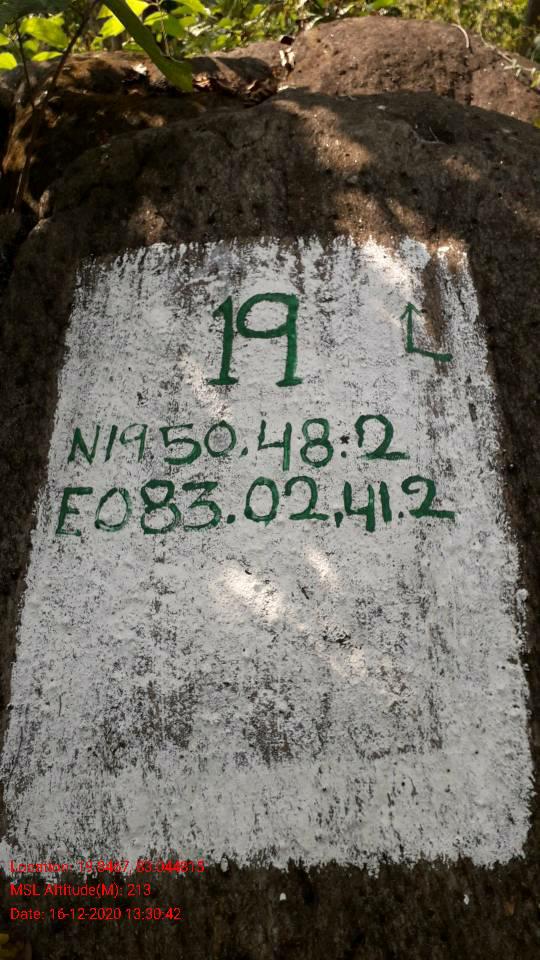 19
N1950.48.2
E083.02.41.2
Location: 19.8467, 83.044815
MSL Altitude(M): 213
Date: 16-12-2020 13:30:42